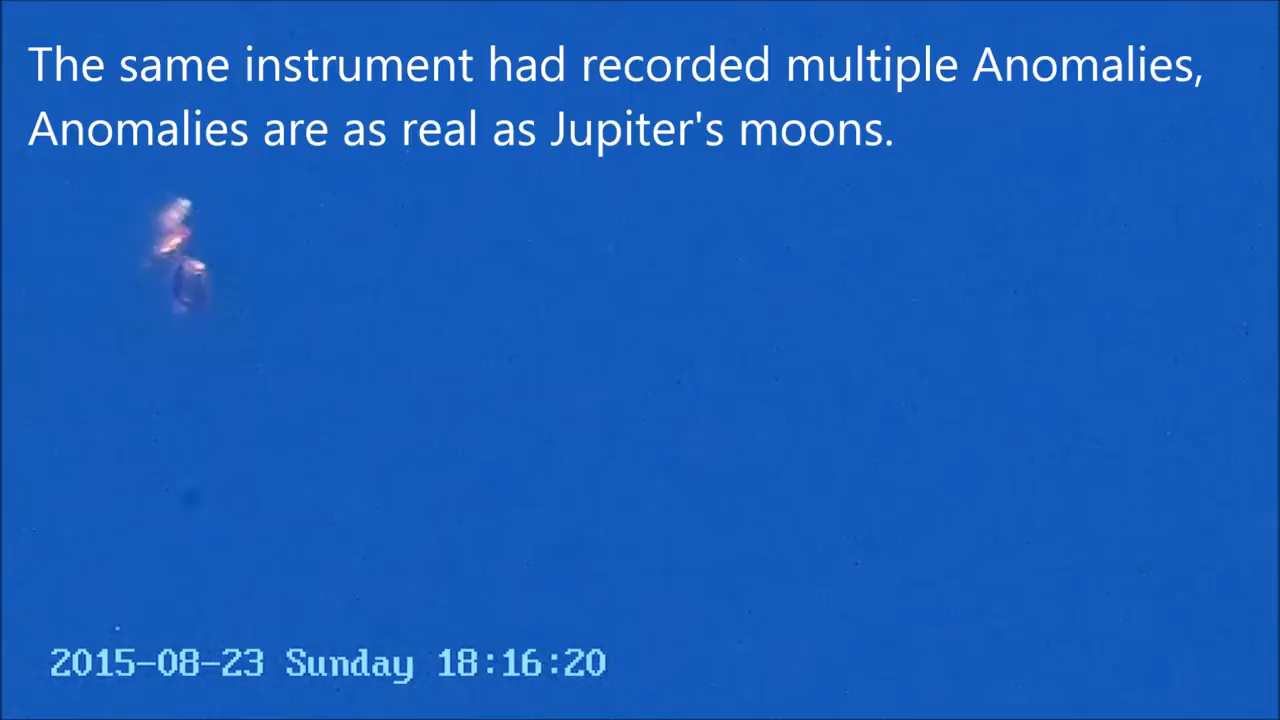 The same instrument had recorded multiple Anomalies,
Anomalies are as real as Jupiter's moons.
2015-08-23 Sunday 18:16:20